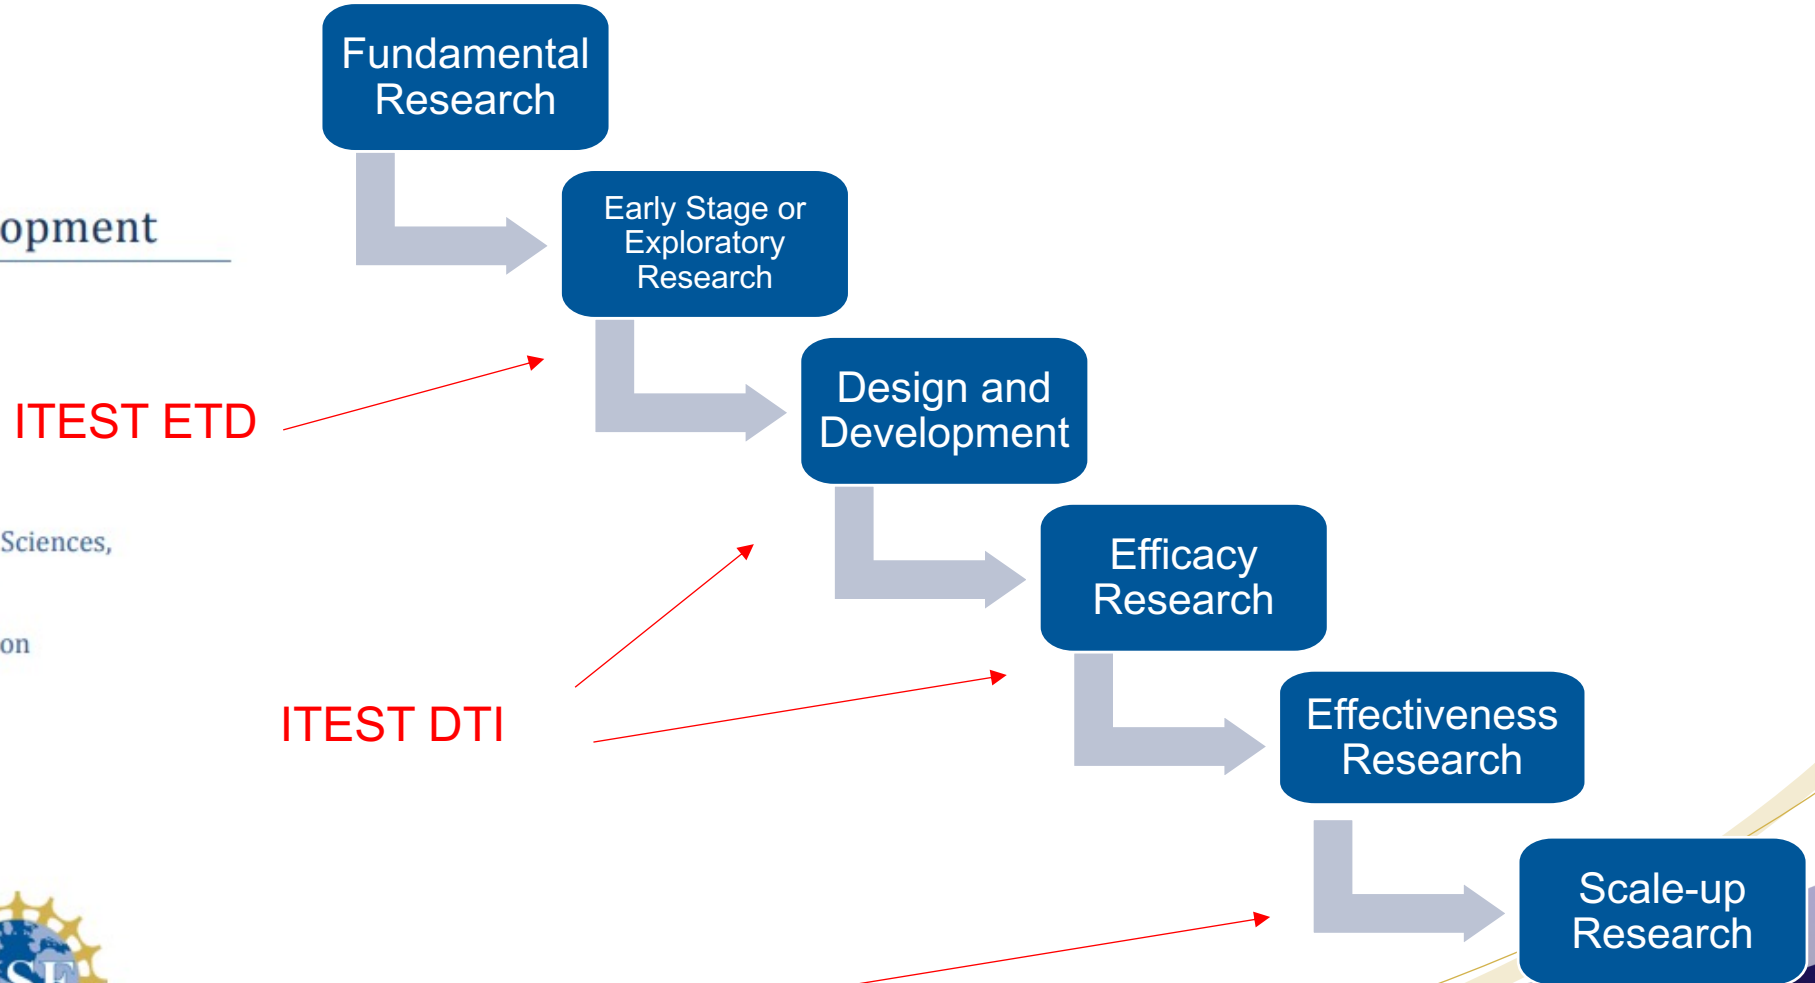 Fundamental
Research
Early Stage or
Exploratory
Research
opment
Design and
Development
ITEST ETD
Sciences,
Efficacy
Research
on
ITEST DTI
Effectiveness
Research
Scale-up
Research
NSF